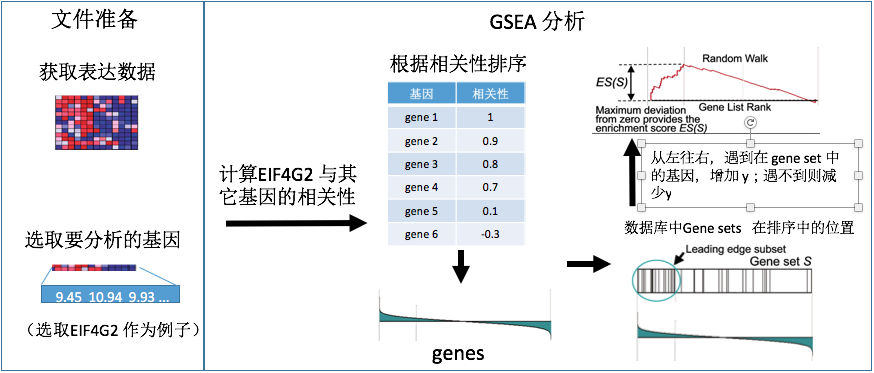 文件准备
获取表达数据
选取要分析的基因
9.45 10.94 9.93 ...
（选取EIF4G2 作为例子）
GSEA 分析
计算EIF4G2 与其
它基因的相关性
根据相关性排序
基因 相关性
gene 1 1
gene 2 0.9
gene 3 0.8
gene 4 0.7
gene 5 0.1
gene 6 -0.3
genes
Random Walk
ES(S)
Gene List Rank
Maximum deviation
from zero provides the
enrichment score ES(S)
从左往右，遇到在 gene set 中
的基因，增加 y；遇不到则减
少y
数据库中Gene sets 在排序中的位置
Leading edge subset
Gene set S